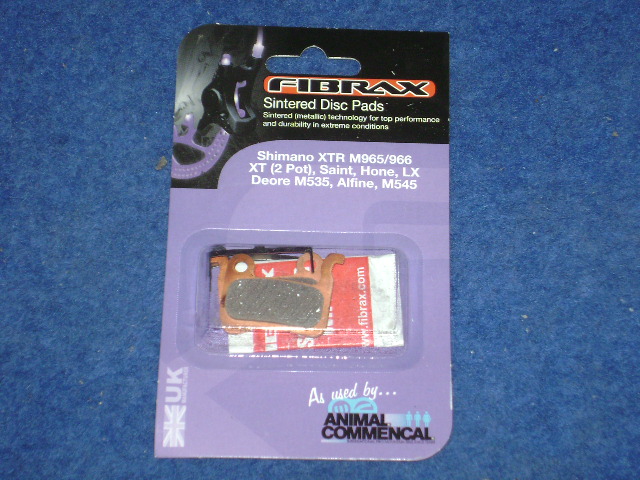 FIBRAX
Sintered Disc Pads
Sintered (metallic) technology for top performance
and durability in extreme conditions
Shimano XTR M965/966
XT (2 Pot), Saint, Hone, LX
Deore M535, Alfine, M545
www.fibrax.com
UK
As used by...
ANIMAL
COMMENCAL